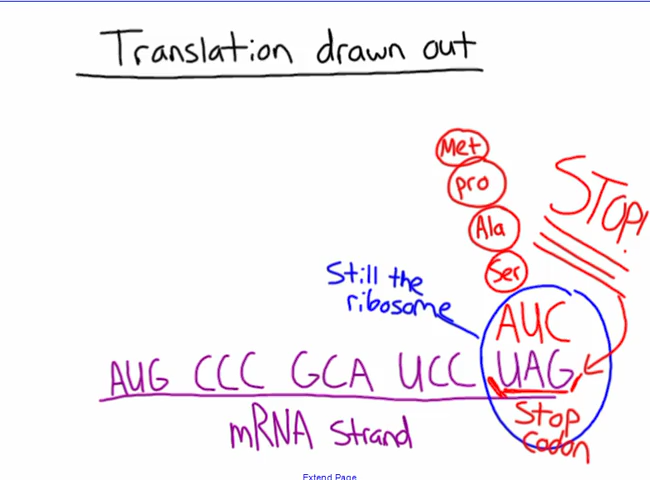 Translation drawn out
Met
pro
Ala
Ser
STOP!
Still the
ribosome
AUC
AUG CCC GCA UCC UAG
mRNA Strand
Stop
Codon
Extend Page